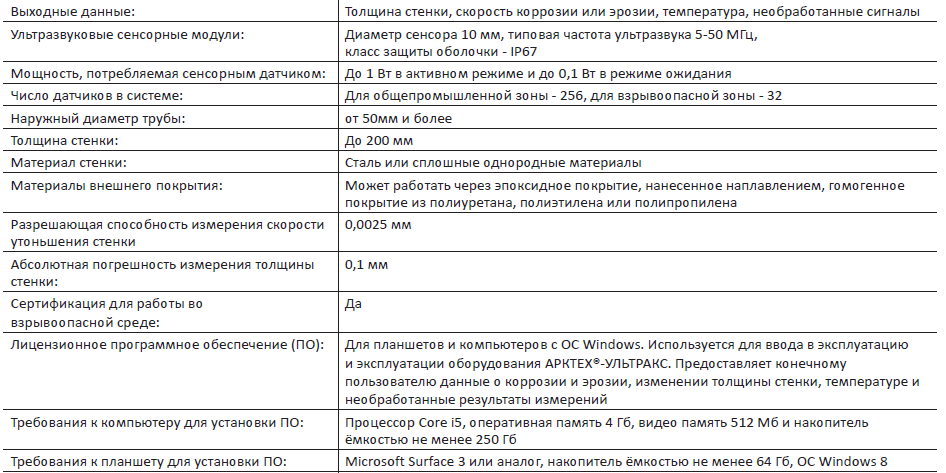 Выходные данные:
Толщина стенки, скорость коррозии или эрозии, температура, необработанные сигналы
Ультразвуковые сенсорные модули:
Диаметр сенсора 10 мм, типовая частота ультразвука 5-50 МГц,
класс защиты оболочки - IP67
Мощность, потребляемая сенсорным датчиком:
До 1 Вт в активном режиме и до 0,1 Вт в режиме ожидания
Число датчиков в системе:
Для общепромышленной зоны - 256, для взрывоопасной зоны - 32
Наружный диаметр трубы:
от 50мм и более
Толщина стенки:
До 200 мм
Материал стенки:
Сталь или сплошные однородные материалы
Материалы внешнего покрытия:
Может работать через эпоксидное покрытие, нанесенное наплавлением, гомогенное
покрытие из полиуретана, полиэтилена или полипропилена
Разрешающая способность измерения скорости
утоньшения стенки
0,0025 мм
Абсолютная погрешность измерения толщины
стенки:
0,1 мм
Сертификация для работы во
взрывоопасной среде:
Да
Лицензионное программное обеспечение (ПО):
Для планшетов и компьютеров с ОС Windows. Используется для ввода в эксплуатацию
и эксплуатации оборудования АРКТЕХ®-УЛЬТРАКС. Предоставляет конечному
пользователю данные о коррозии и эрозии, изменении толщины стенки, температуре и
необработанные результаты измерений
Требования к компьютеру для установки ПО:
Процессор Core i5, оперативная память 4 Гб, видео память 512 Мб и накопитель
ёмкостью не менее 250 Гб
Требования к планшету для установки ПО:
Microsoft Surface 3 или аналог, накопитель ёмкостью не менее 64 Гб, ОС Windows 8